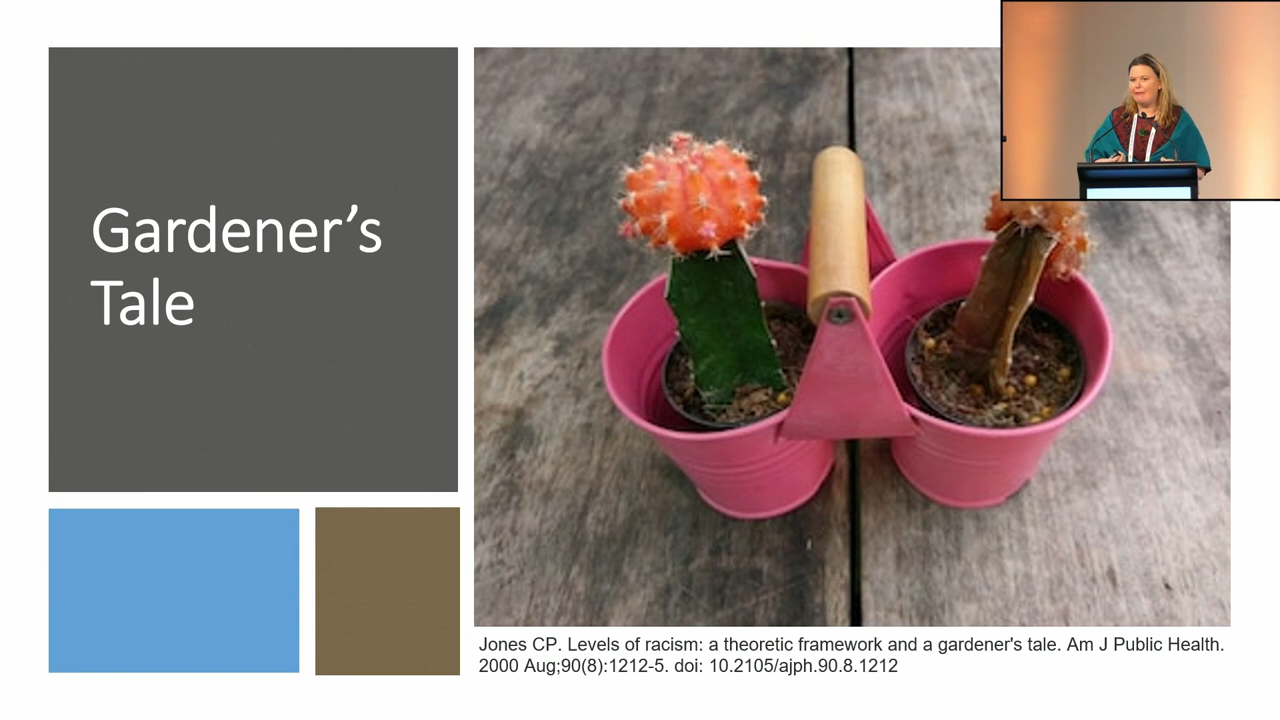 Gardener’s
Tale
Jones CP. Levels of racism: a theoretic framework and a gardener's tale. Am J Public Health.
2000 Aug;90(8):1212-5. doi: 10.2105/ajph.90.8.1212